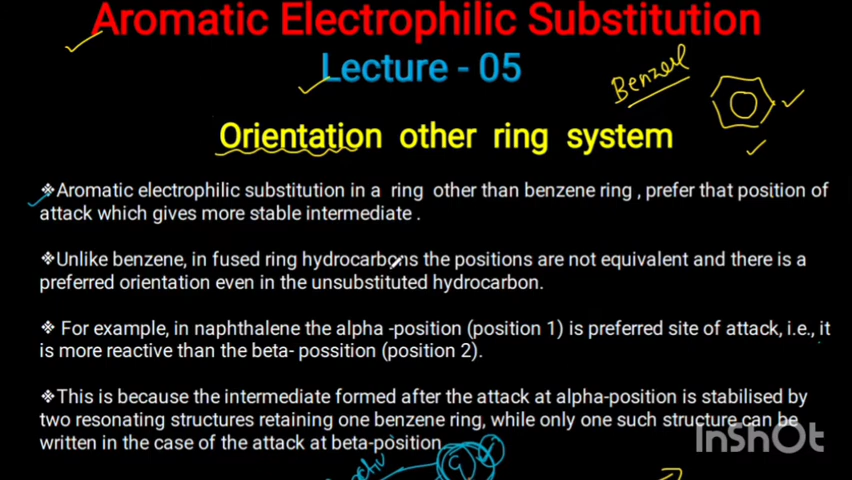 Aromatic Electrophilic Substitution
Lecture - 05
Benzene
Orientation other ring system
❖Aromatic electrophilic substitution in a ring other than benzene ring , prefer that position of
attack which gives more stable intermediate .
❖Unlike benzene, in fused ring hydrocarbons the positions are not equivalent and there is a
preferred orientation even in the unsubstituted hydrocarbon.
❖ For example, in naphthalene the alpha -position (position 1) is preferred site of attack, i.e., it
is more reactive than the beta- possition (position 2).
❖This is because the intermediate formed after the attack at alpha-position is stabilised by
two resonating structures retaining one benzene ring, while only one such structure can be
written in the case of the attack at beta-position
InShOt